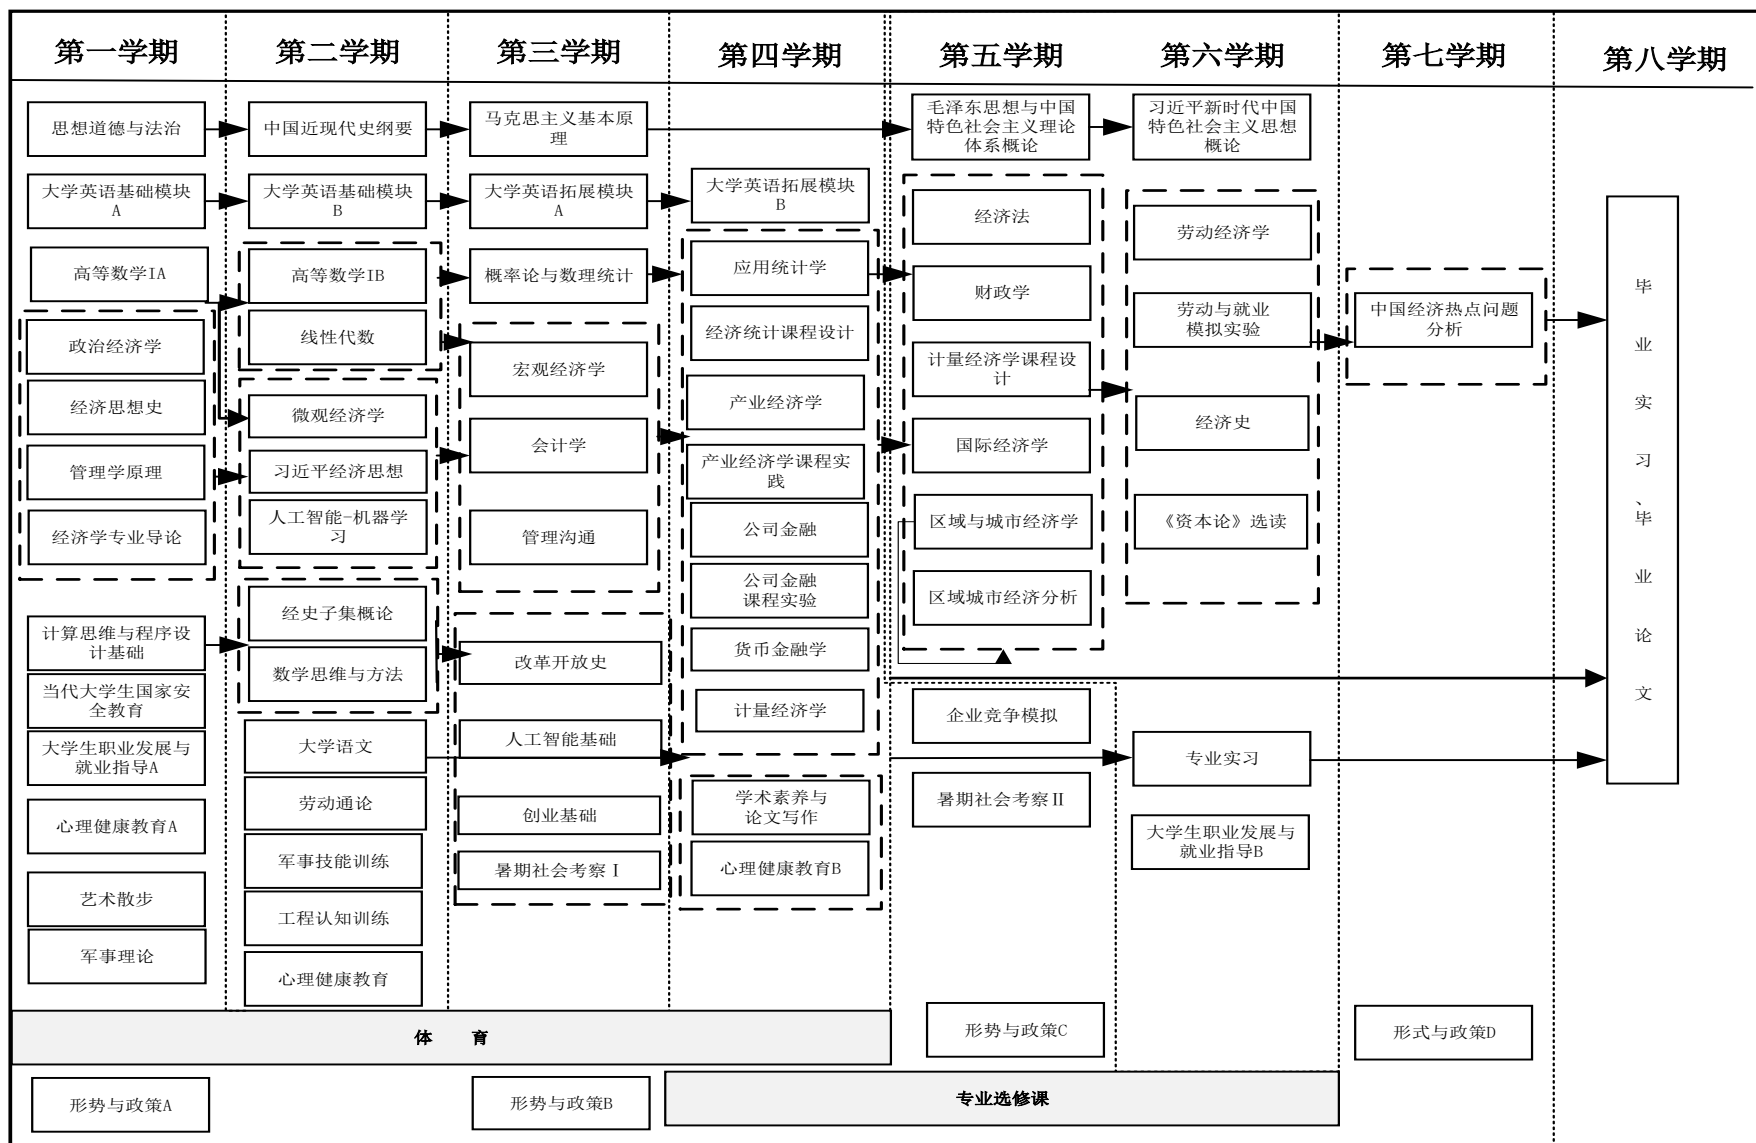 第一学期
第二学期
第三学期
第四学期
第五学期
第六学期
第七学期
第八学期
思想道德与法治
大学英语基础模块
A
高等数学IA
政治经济学
经济思想史
管理学原理
经济学专业导论
计算思维与程序设
计基础
当代大学生国家安
全教育
大学生职业发展与
就业指导A
心理健康教育A
艺术散步
军事理论
中国近现代史纲要
大学英语基础模块
B
高等数学IB
线性代数
微观经济学
习近平经济思想
人工智能-机器学
习
经史子集概论
数学思维与方法
大学语文
劳动通论
军事技能训练
工程认知训练
心理健康教育
马克思主义基本原
理
大学英语拓展模块
A
概率论与数理统计
宏观经济学
会计学
管理沟通
改革开放史
人工智能基础
创业基础
暑期社会考察Ⅰ
大学英语拓展模块
B
应用统计学
经济统计课程设计
产业经济学
产业经济学课程实
践
公司金融
公司金融
课程实验
货币金融学
计量经济学
学术素养与
论文写作
心理健康教育B
毛泽东思想与中国
特色社会主义理论
体系概论
经济法
财政学
计量经济学课程设
计
国际经济学
区域与城市经济学
区域城市经济分析
企业竞争模拟
暑期社会考察Ⅱ
形势与政策C
习近平新时代中国
特色社会主义思想
概论
劳动经济学
劳动与就业
模拟实验
经济史
《资本论》选读
专业实习
大学生职业发展与
就业指导B
中国经济热点问题
分析
形式与政策D
毕
业
实
习
、
毕
业
论
文
体 育
形势与政策A
形势与政策B
专业选修课